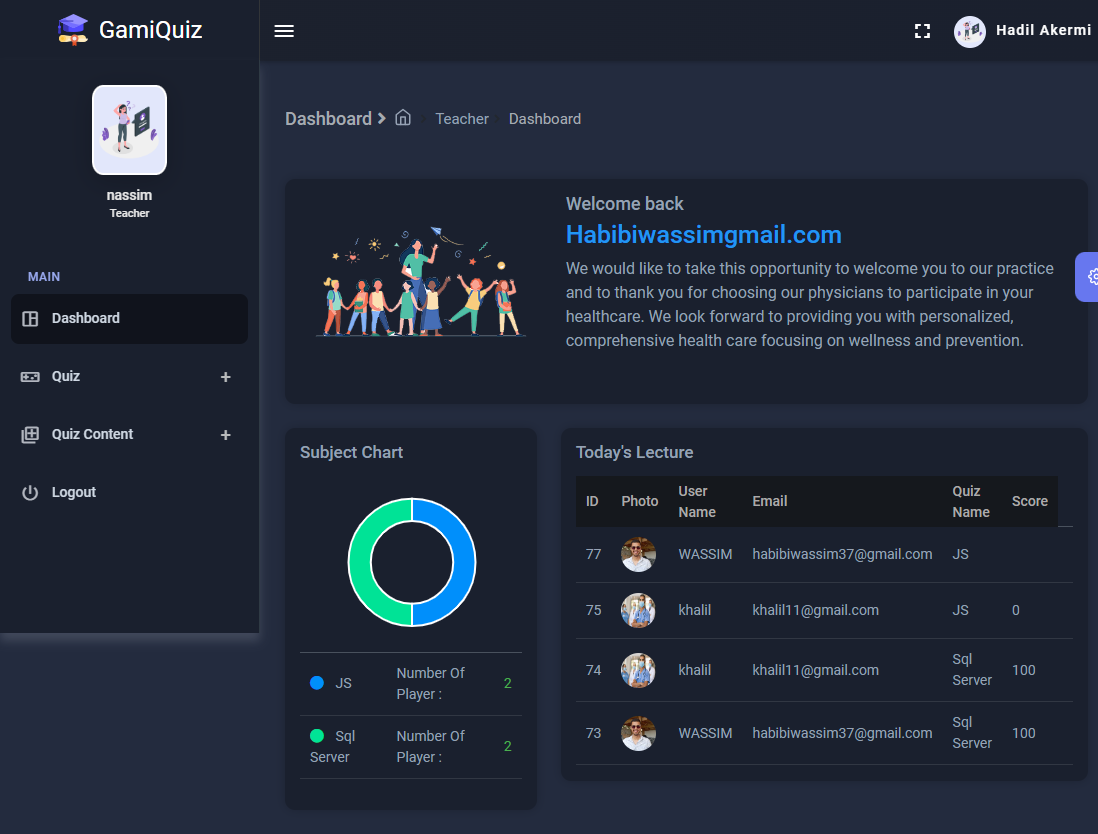 GamiQuiz
Hadil Akermi
nassim
Teacher
MAIN
Dashboard
Quiz +
Quiz Content +
Logout
Dashboard Teacher Dashboard
Welcome back
Habibiwassimgmail.com
We would like to take this opportunity to welcome you to our practice
and to thank you for choosing our physicians to participate in your
healthcare. We look forward to providing you with personalized,
comprehensive health care focusing on wellness and prevention.
Subject Chart
JS Number Of
Player : 2
Sql Number Of
Server Player : 2
Today's Lecture
ID Photo User Name Email Quiz Name Score
77 WASSIM habibiwassim37@gmail.com JS
75 khalil khalil11@gmail.com JS 0
74 khalil khalil11@gmail.com Sql Server 100
73 WASSIM habibiwassim37@gmail.com Sql Server 100